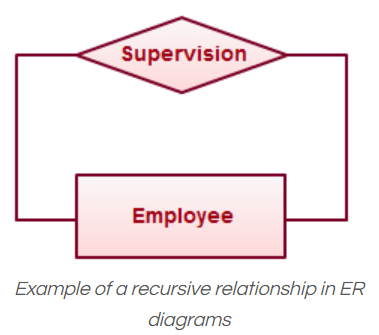 Supervision
Employee
Example of a recursive relationship in ER
diagrams